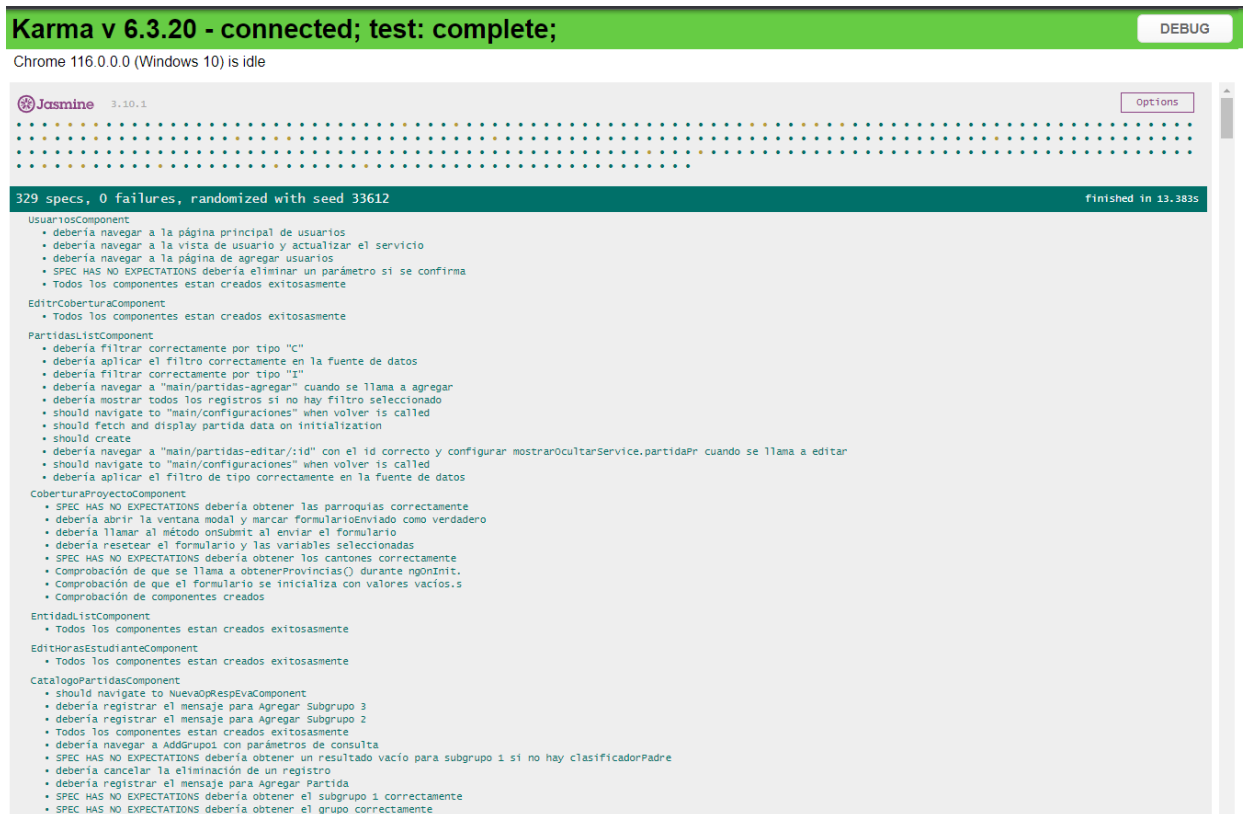 Karma v 6.3.20 - connected; test: complete;
DEBUG
Chrome 116.0.0.0 (Windows 10) is idle
Jasmine 3.10.1
Options
329 specs, 0 failures, randomized with seed 33612
finished in 13.383s
UsuariosComponent
• debería navegar a la página principal de usuarios
• debería navegar a la vista de usuario y actualizar el servicio
• debería navegar a la página de agregar usuarios
• SPEC HAS NO EXPECTATIONS debería eliminar un parámetro si se confirma
• Todos los componentes estan creados exitosasmente
EditrCoberturaComponent
• Todos los componentes estan creados exitosasmente
PartidasListComponent
• debería filtrar correctamente por tipo "C"
• debería aplicar el filtro correctamente en la fuente de datos
• debería filtrar correctamente por tipo "I"
• debería navegar a "main/partidas-agregar" cuando se llama a agregar
• debería mostrar todos los registros si no hay filtro seleccionado
• should navigate to "main/configuraciones" when volver is called
• should fetch and display partida data on initialization
• should create
• debería navegar a "main/partidas-editar/:id" con el id correcto y configurar mostrarOcultarService.partidaPr cuando se llama a editar
• should navigate to "main/configuraciones" when volver is called
• debería aplicar el filtro de tipo correctamente en la fuente de datos
CoberturaProyectoComponent
• SPEC HAS NO EXPECTATIONS debería obtener las parroquias correctamente
• debería abrir la ventana modal y marcar formularioEnviado como verdadero
• debería llamar al método onSubmit al enviar el formulario
• debería resetear el formulario y las variables seleccionadas
• SPEC HAS NO EXPECTATIONS debería obtener los cantones correctamente
• Comprobación de que se llama a obtenerProvincias() durante ngOnInit.
• Comprobación de que el formulario se inicializa con valores vacíos.s
• Comprobación de componentes creados
EntidadListComponent
• Todos los componentes estan creados exitosasmente
EditHorasEstudianteComponent
• Todos los componentes estan creados exitosasmente
CatalogoPartidasComponent
• should navigate to NuevaOpRespEvaComponent
• debería registrar el mensaje para Agregar Subgrupo 3
• debería registrar el mensaje para Agregar Subgrupo 2
• Todos los componentes estan creados exitosasmente
• debería navegar a AddGrupo1 con parámetros de consulta
• SPEC HAS NO EXPECTATIONS debería obtener un resultado vacío para subgrupo 1 si no hay clasificadorPadre
• debería cancelar la eliminación de un registro
• debería registrar el mensaje para Agregar Partida
• SPEC HAS NO EXPECTATIONS debería obtener el subgrupo 1 correctamente
• SPEC HAS NO EXPECTATIONS debería obtener el grupo correctamente